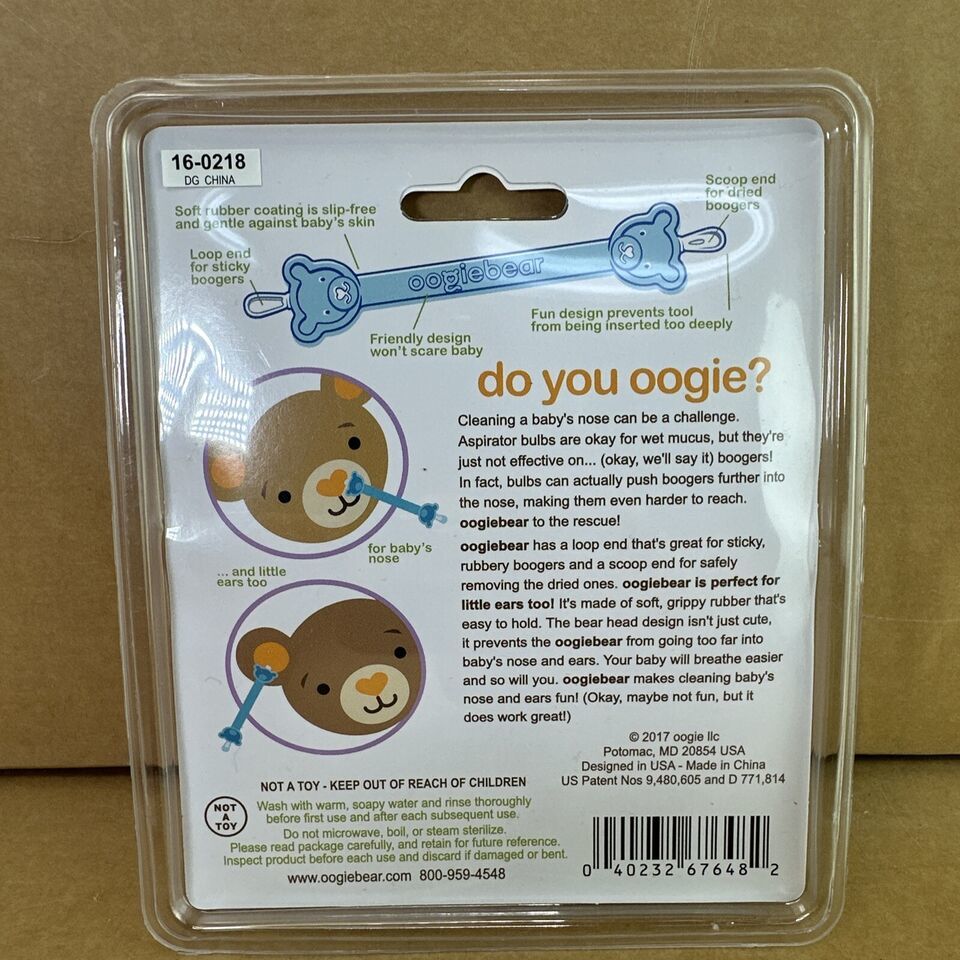 16-0218
DG CHINA
Soft rubber coating is slip-free
and gentle against baby's skin
Scoop end
for dried
boogers
Loop end
for sticky
boogers
oogiebear
Friendly design
won't scare baby
Fun design prevents tool
from being inserted too deeply
do you oogie?
Cleaning a baby's nose can be a challenge.
Aspirator bulbs are okay for wet mucus, but they're
just not effective on... (okay, we'll say it) boogers!
In fact, bulbs can actually push boogers further into
the nose, making them even harder to reach.
oogiebear to the rescue!
oogiebear has a loop end that's great for sticky,
rubbery boogers and a scoop end for safely
removing the dried ones. oogiebear is perfect for
little ears too! It's made of soft, grippy rubber that's
easy to hold. The bear head design isn't just cute,
it prevents the oogiebear from going too far into
baby's nose and ears. Your baby will breathe easier
and so will you. oogiebear makes cleaning baby's
nose and ears fun! (Okay, maybe not fun, but it
does work great!)
for baby's
nose
... and little
ears too
© 2017 oogie llc
Potomac, MD 20854 USA
Designed in USA - Made in China
US Patent Nos 9,480,605 and D 771,814
NOT A TOY - KEEP OUT OF REACH OF CHILDREN
NOT
A
TOY
Wash with warm, soapy water and rinse thoroughly
before first use and after each subsequent use.
Do not microwave, boil, or steam sterilize.
Please read package carefully, and retain for future reference.
Inspect product before each use and discard if damaged or bent.
www.oogiebear.com 800-959-4548
0 40232 67648 2